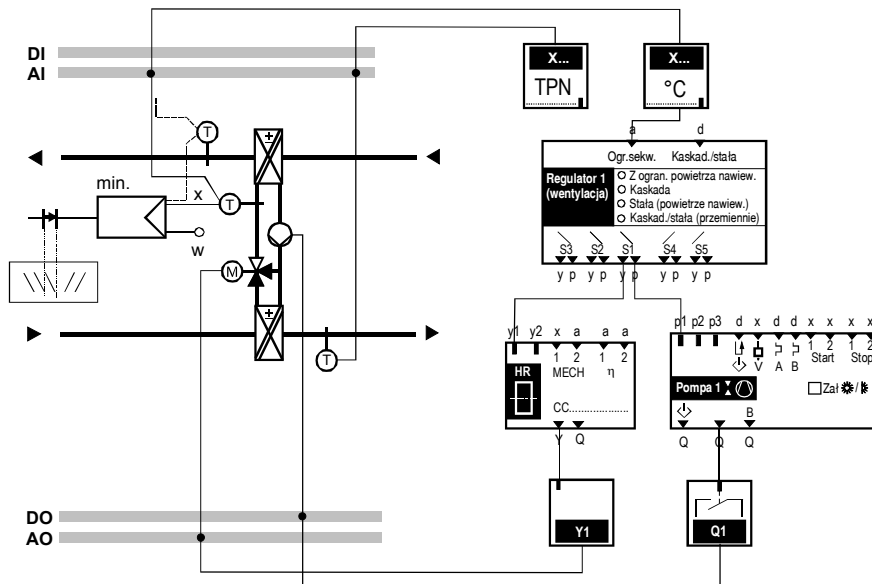 DI
AI
X...
TPN
X...
°C
T
a d
Ogr.sekw. Kaskad./stała
Regulator 1
(wentylacja)
Z ogran. powietrza nawiew.
Kaskada
Stała (powietrze nawiew.)
Kaskad./stała (przemiennie)
min.
x
T
w
S3 S2 S1 S4 S5
y p y p y p y p y p
M
T
y1 y2 x a a a
1 2 1 2
HR
MECH η
CC
Y Q
p1 p2 p3 d x d d x x x x
V A B
1 2 1 2
Start Stop
Pompa 1
Zał /
B
Q Q Q
DO
AO
Y1
Q1